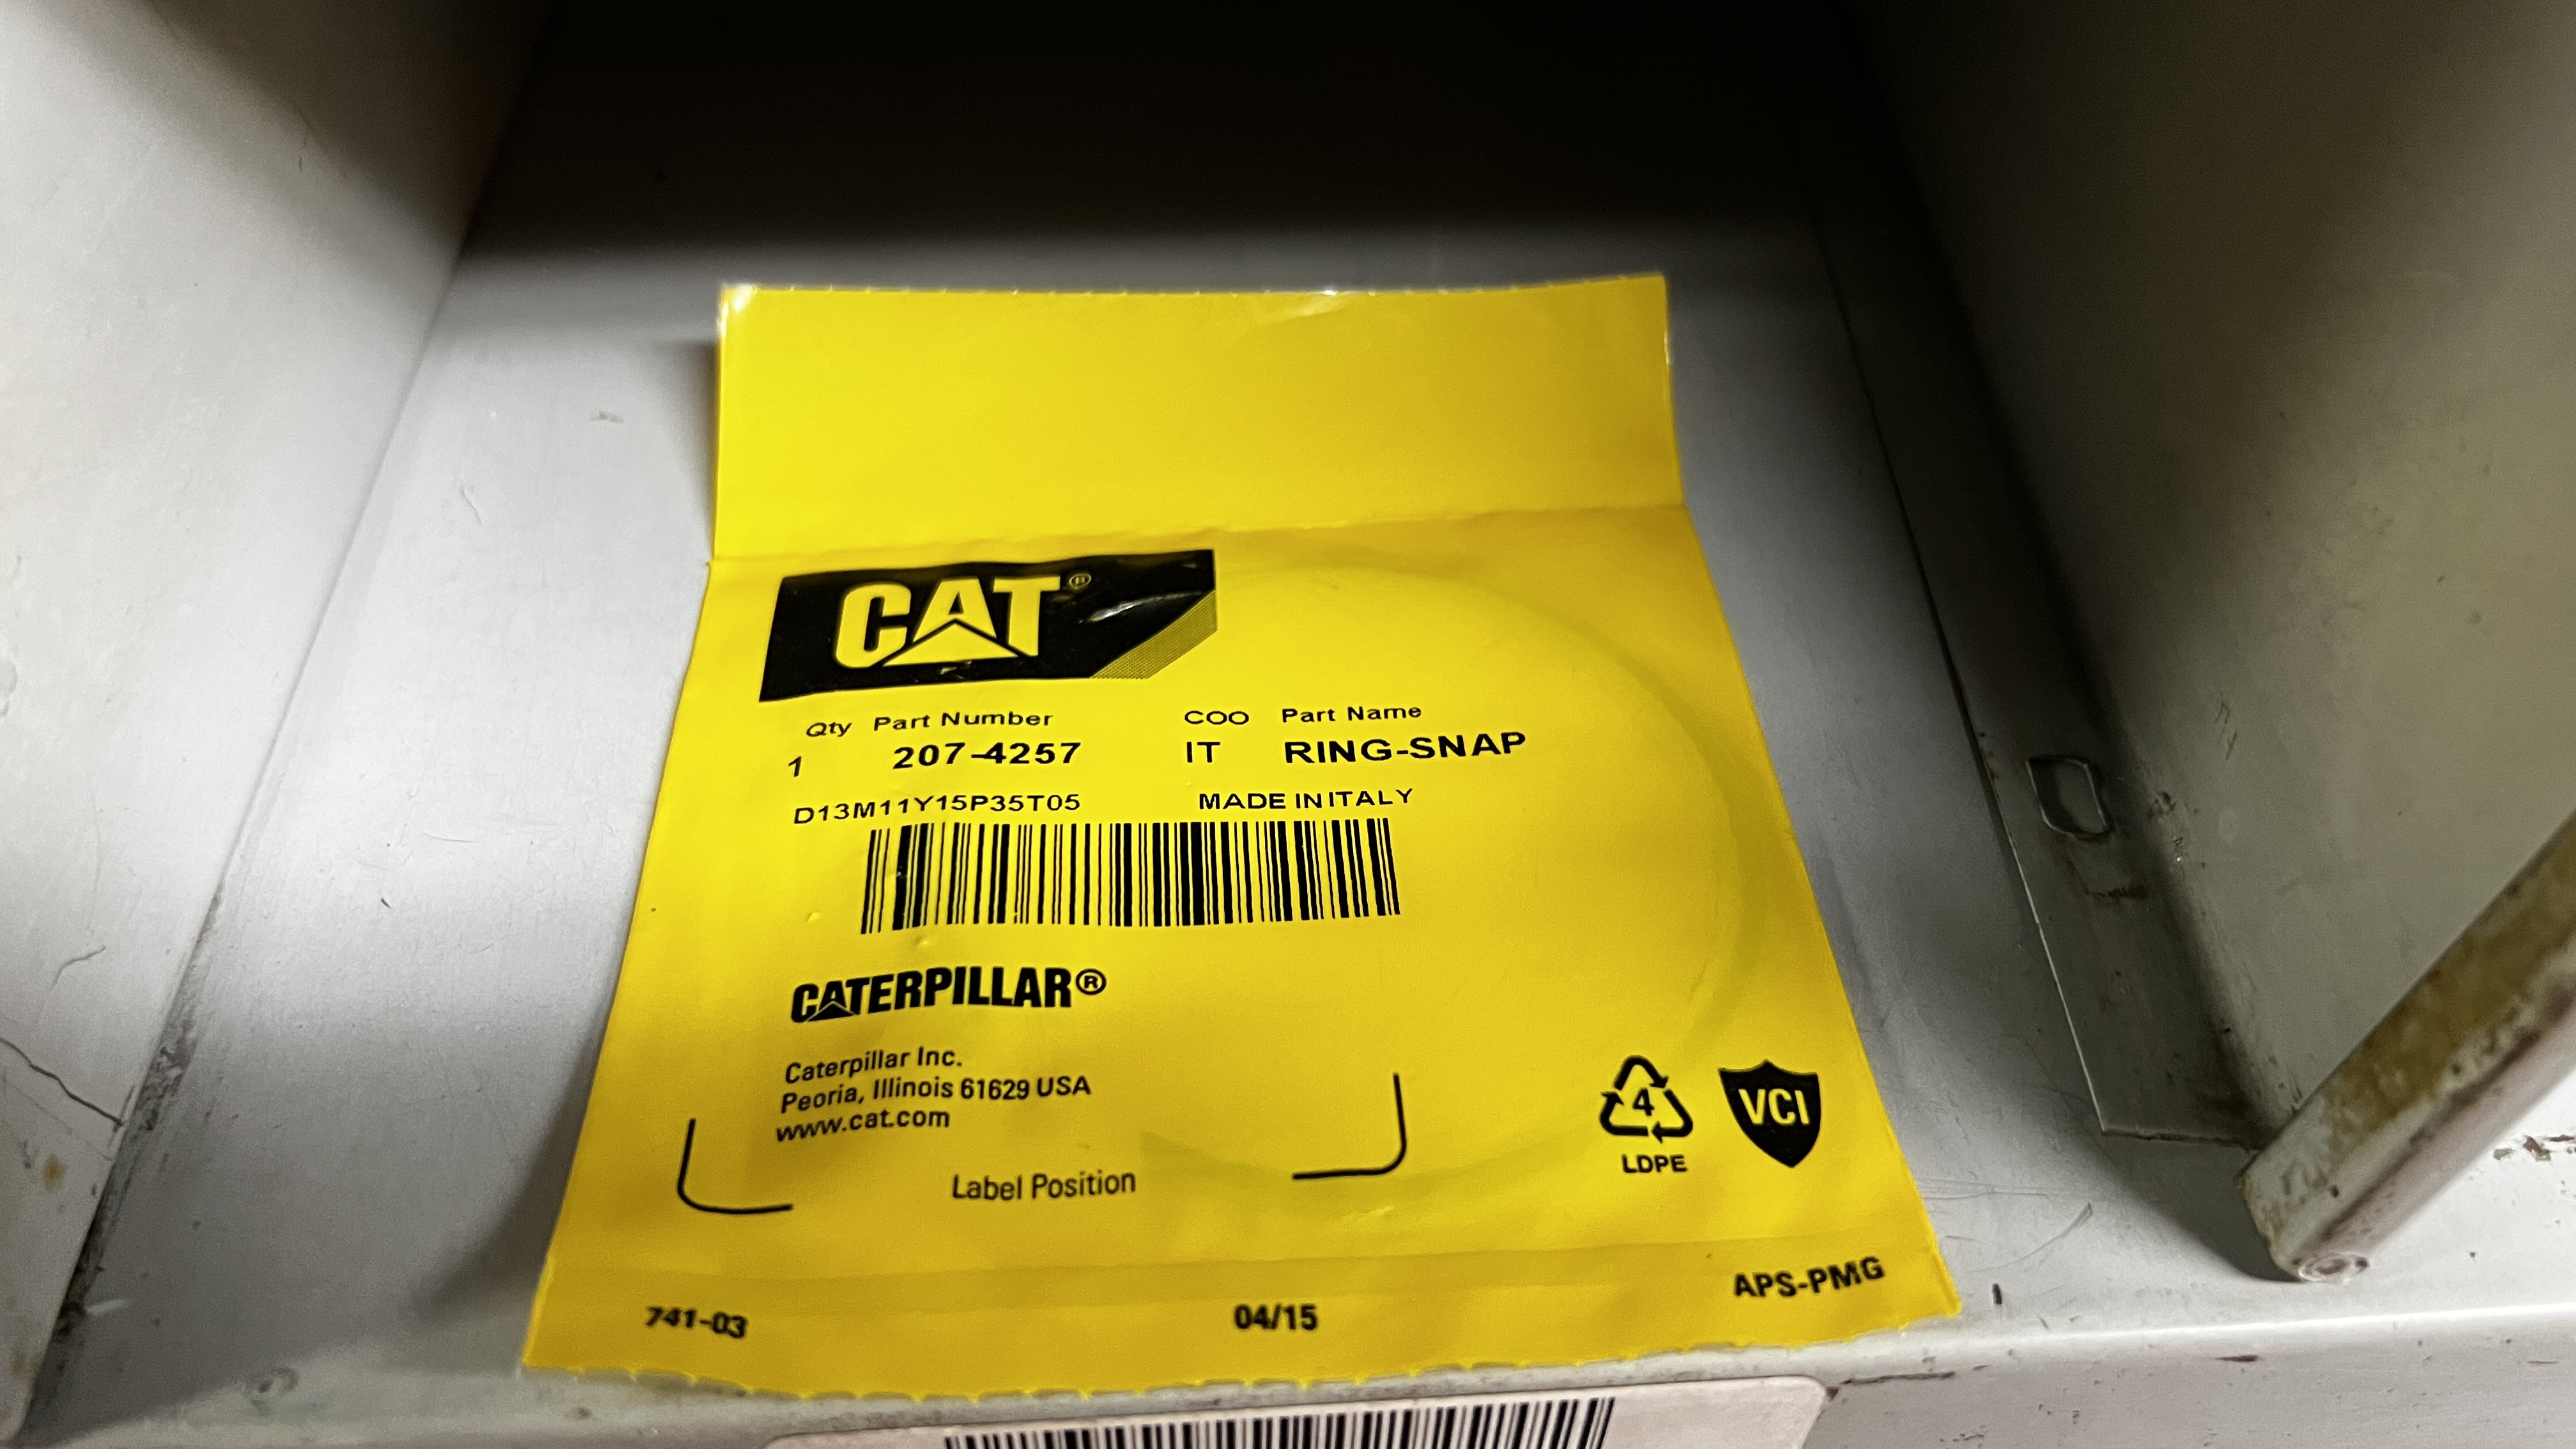 CAT®
Qty Part Number COO Part Name
1 207-4257 IT RING-SNAP
D13M11Y15P35T05 MADE IN ITALY
CATERPILLAR®
Caterpillar Inc.
Peoria, Illinois 61629 USA
www.cat.com
Label Position
4
LDPE
VCI
741-03 04/15 APS-PMG